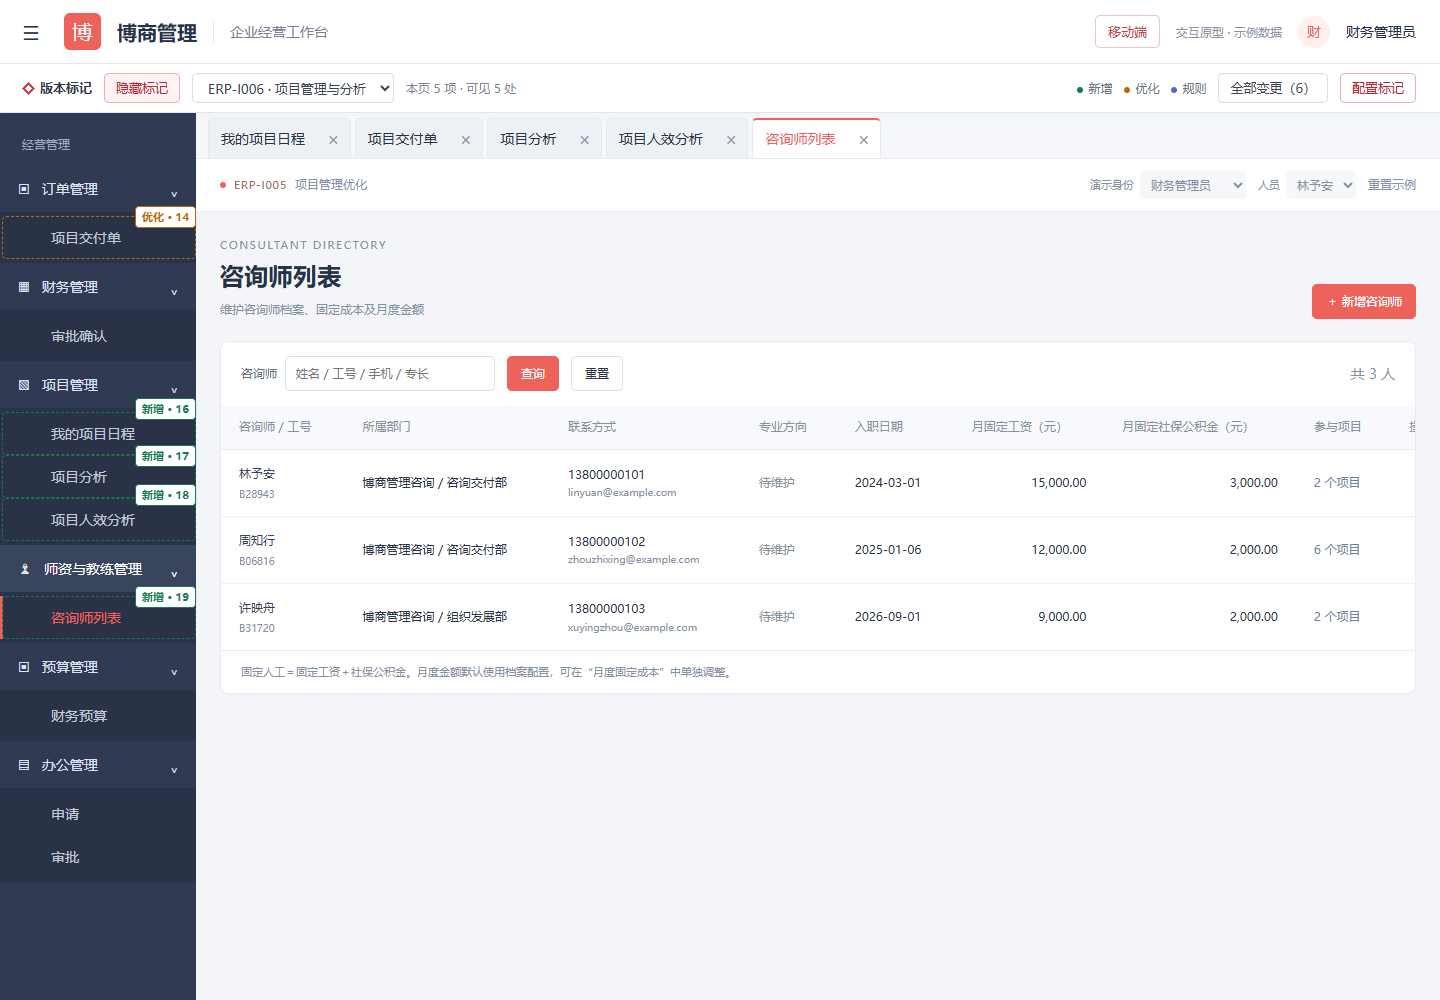 ☰ 博 博商管理 企业经营工作台 移动端 交互原型 · 示例数据 财 财务管理员
版本标记 隐藏标记 ERP-I006 · 项目管理与分析 本页 5 项 · 可见 5 处 新增 优化 规则 全部变更（6） 配置标记
经营管理
订单管理
优化 • 14
项目交付单
财务管理
审批确认
项目管理
新增 • 16
我的项目日程
新增 • 17
项目分析
新增 • 18
项目人效分析
师资与教练管理
新增 • 19
咨询师列表
预算管理
财务预算
办公管理
申请
审批
我的项目日程 × 项目交付单 × 项目分析 × 项目人效分析 × 咨询师列表 ×
ERP-I005 项目管理优化 演示身份 财务管理员 人员 林予安 重置示例
CONSULTANT DIRECTORY
咨询师列表
维护咨询师档案、固定成本及月度金额
+ 新增咨询师
咨询师 姓名 / 工号 / 手机 / 专长 查询 重置 共 3 人
咨询师 / 工号 所属部门 联系方式 专业方向 入职日期 月固定工资（元） 月固定社保公积金（元） 参与项目
林予安 B28943 博商管理咨询 / 咨询交付部 13800000101 linyuan@example.com 待维护 2024-03-01 15,000.00 3,000.00 2 个项目
周知行 B06816 博商管理咨询 / 咨询交付部 13800000102 zhouzhixing@example.com 待维护 2025-01-06 12,000.00 2,000.00 6 个项目
许映舟 B31720 博商管理咨询 / 组织发展部 13800000103 xuyingzhou@example.com 待维护 2026-09-01 9,000.00 2,000.00 2 个项目
固定人工 = 固定工资 + 社保公积金。月度金额默认使用档案配置，可在“月度固定成本”中单独调整。